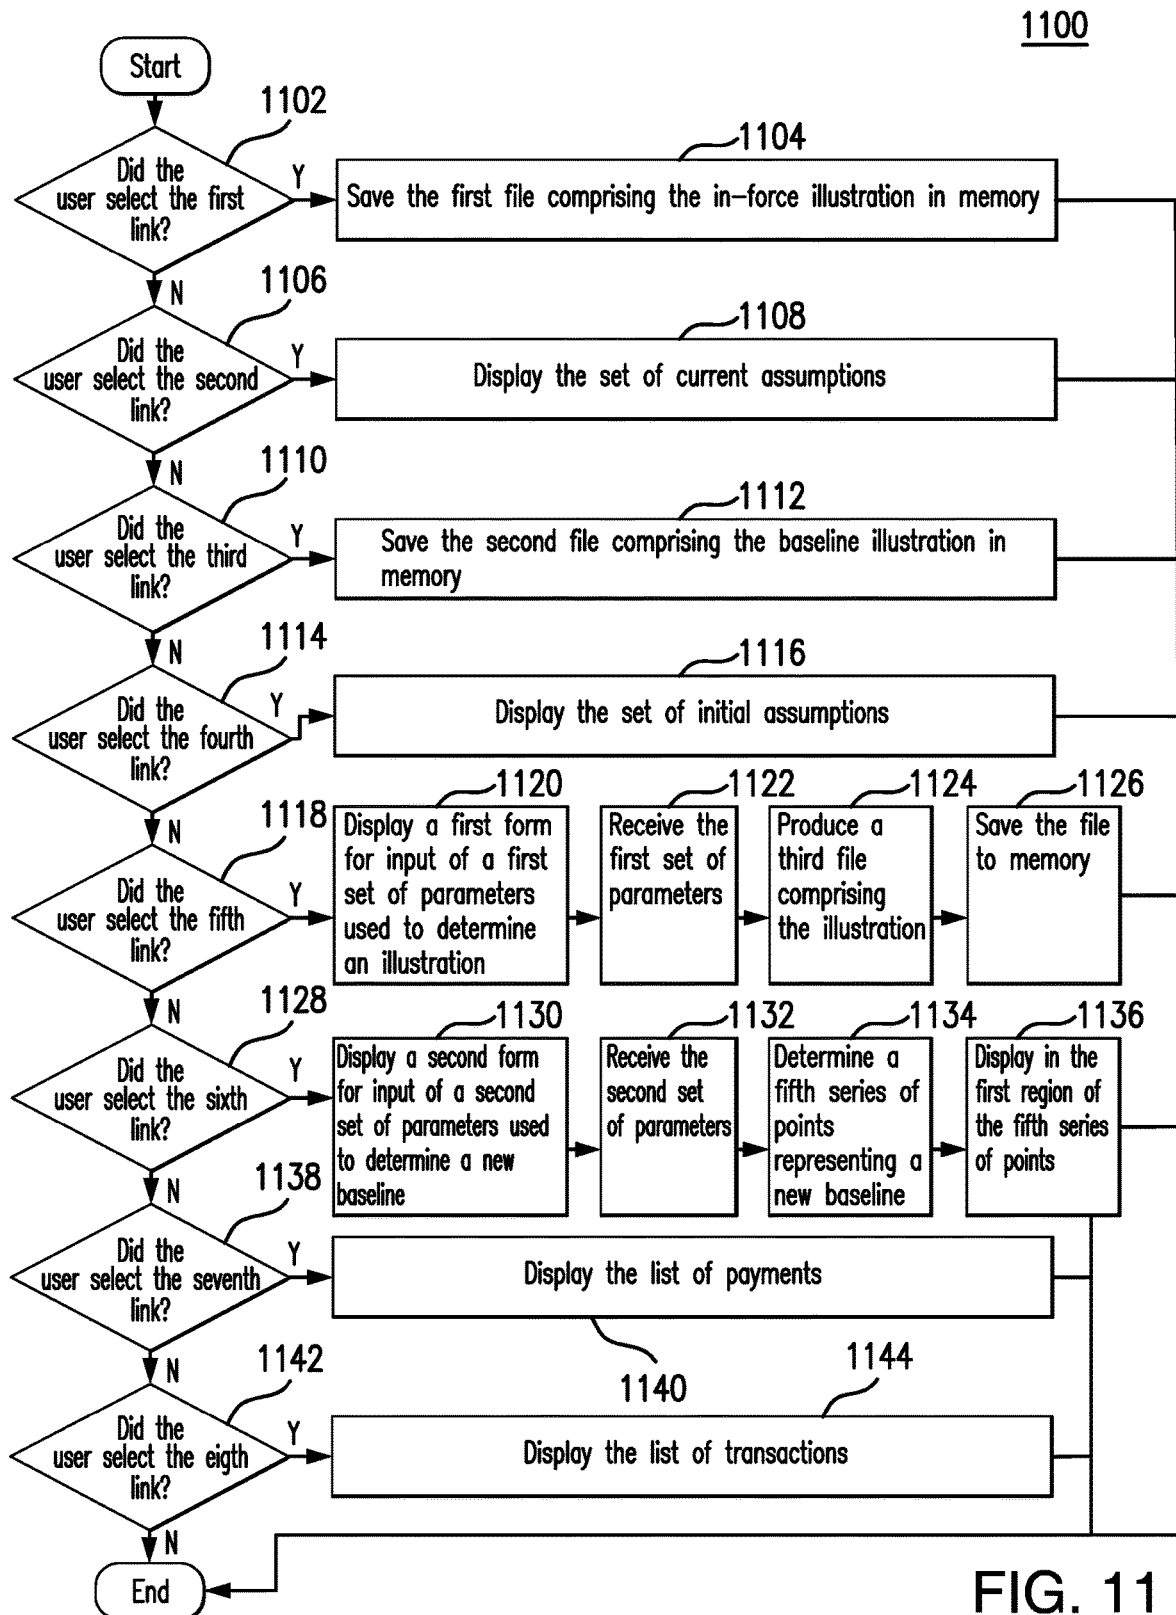 1100
Start
1102
Did the
user select the first
link?
Y
1104
Save the first file comprising the in-force illustration in memory
N
1106
Did the
user select the second
link?
Y
1108
Display the set of current assumptions
N
1110
Did the
user select the third
link?
Y
1112
Save the second file comprising the baseline illustration in
memory
N
1114
Did the
user select the fourth
link?
Y
1116
Display the set of initial assumptions
N
1118
Did the
user select the fifth
link?
Y
1120
Display a first form
for input of a first
set of parameters
used to determine
an illustration
1122
Receive the
first set of
parameters
1124
Produce a
third file
comprising
the illustration
1126
Save the file
to memory
N
1128
Did the
user select the sixth
link?
Y
1130
Display a second form
for input of a second
set of parameters used
to determine a new
baseline
1132
Receive the
second set
of parameters
1134
Determine a
fifth series of
points
representing a
new baseline
1136
Display in the
first region of
the fifth series
of points
N
1138
Did the
user select the seventh
link?
Y
Display the list of payments
1140
N
1142
Did the
user select the eigth
link?
Y
1144
Display the list of transactions
N
End
FIG. 11